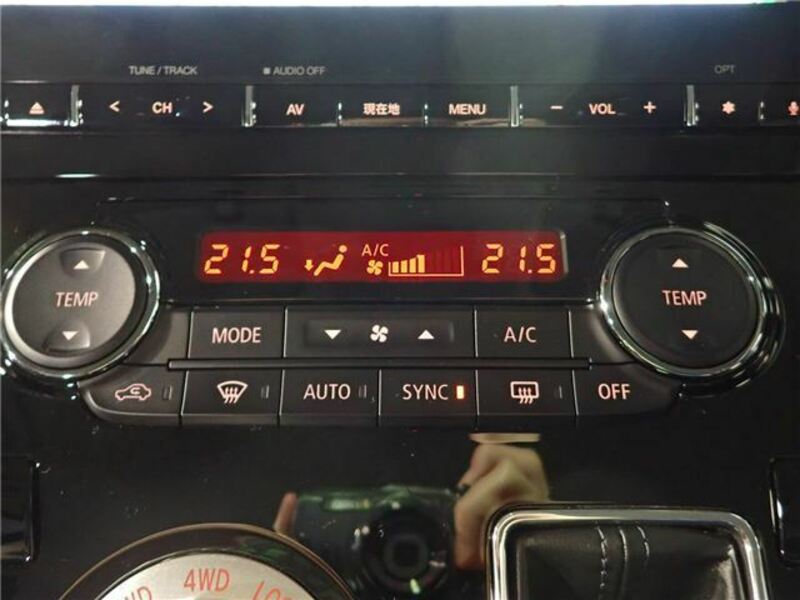 TUNE / TRACK
AUDIO OFF
OPT
CH
AV
現在地
MENU
VOL
21.5
A/C
21.5
TEMP
TEMP
MODE
A/C
AUTO
SYNC
OFF
4WD